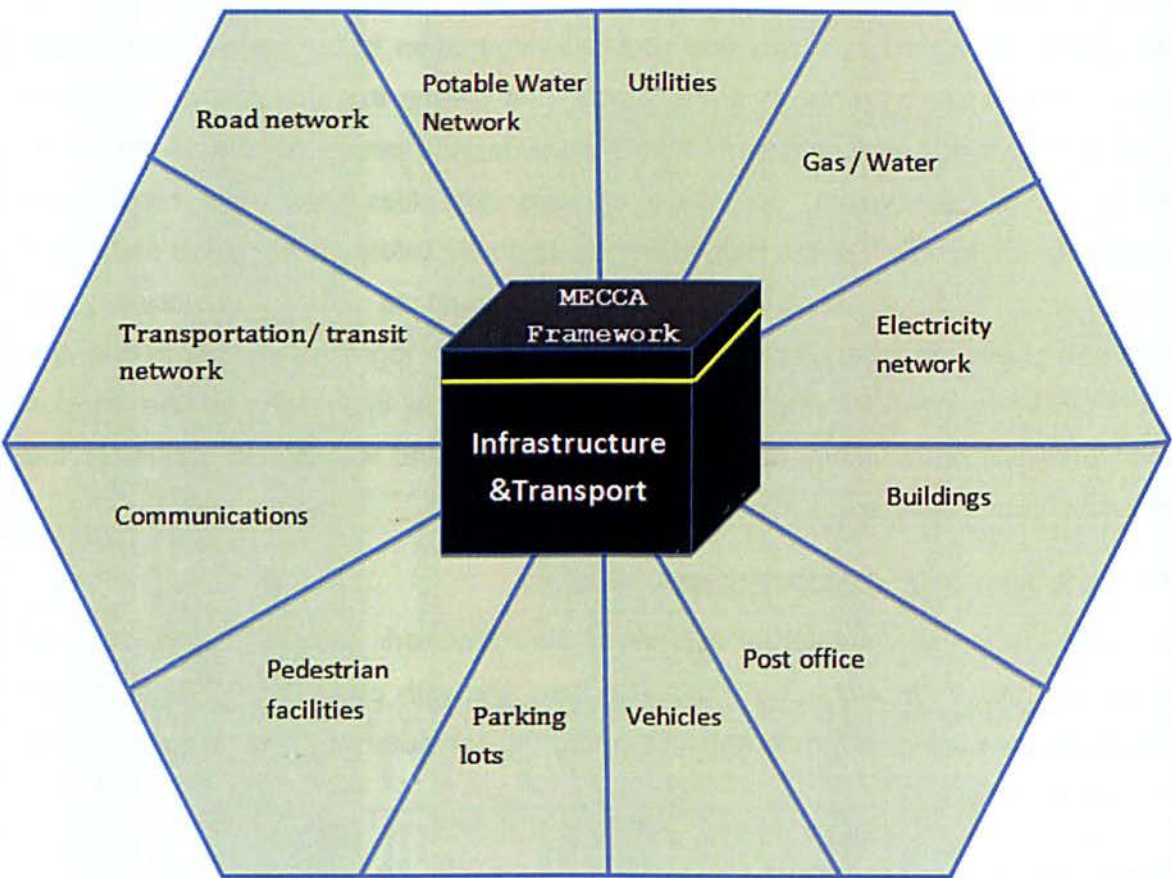 Potable Water
Network
Utilities
Road network
Gas / Water
MECCA
Framework
Transportation/ transit
network
Electricity
network
Infrastructure
&Transport
Communications
Buildings
Pedestrian
facilities
Parking
lots
Vehicles
Post office